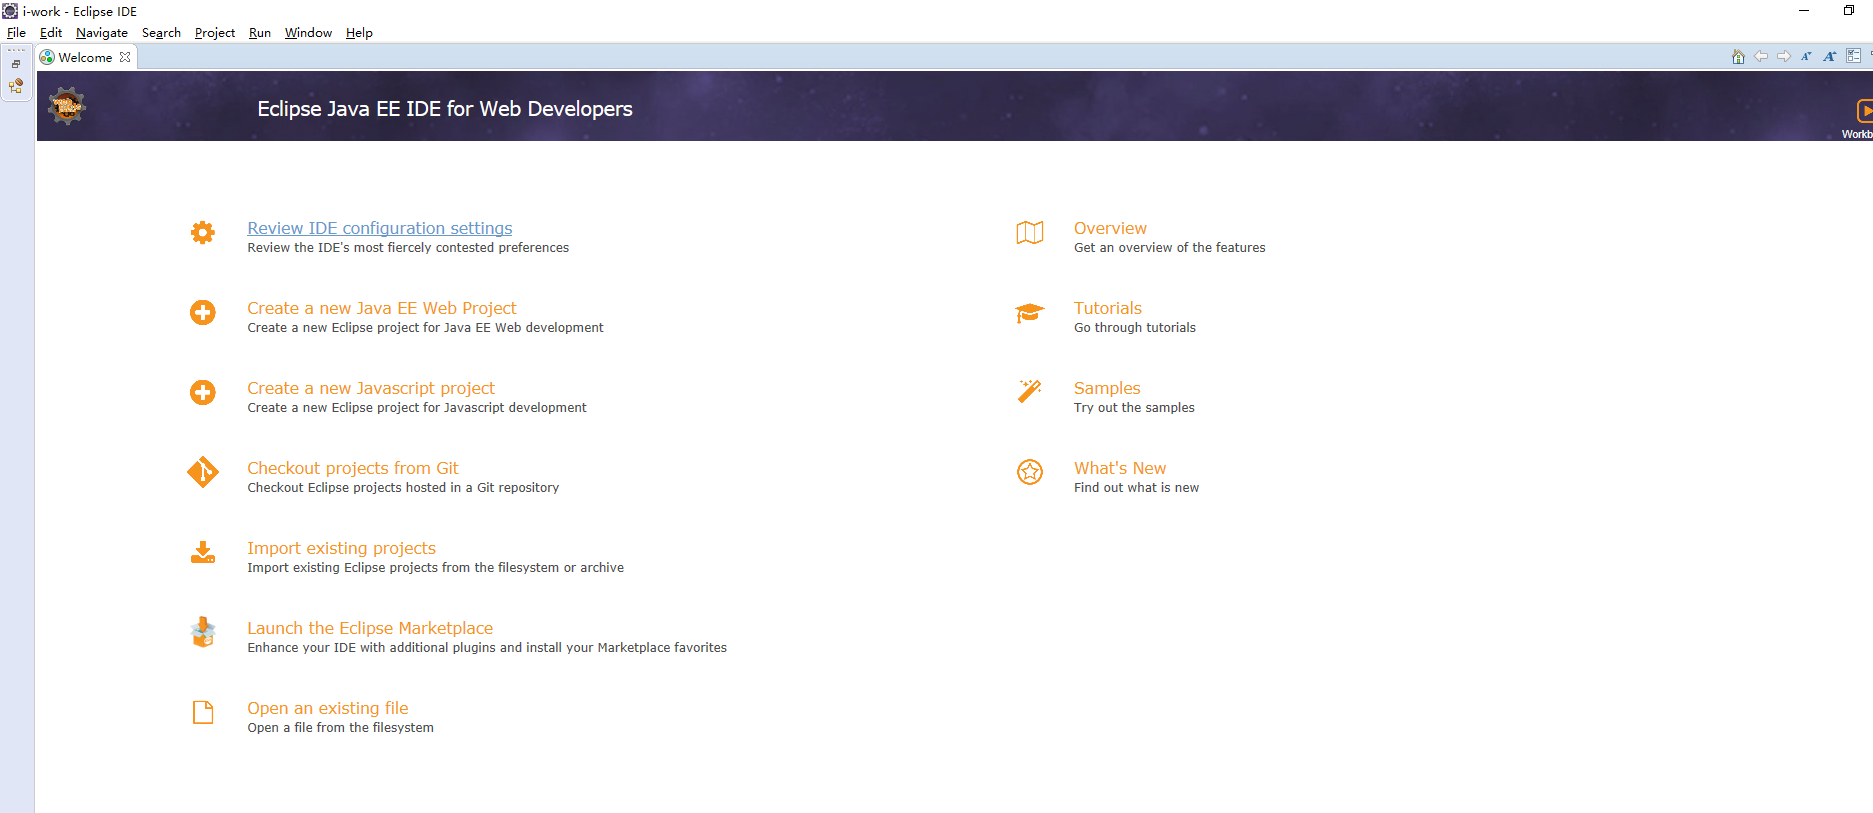 i-work - Eclipse IDE
File Edit Navigate Search Project Run Window Help
Welcome
Eclipse Java EE IDE for Web Developers
Workb
Review IDE configuration settings
Review the IDE's most fiercely contested preferences
Create a new Java EE Web Project
Create a new Eclipse project for Java EE Web development
Create a new Javascript project
Create a new Eclipse project for Javascript development
Checkout projects from Git
Checkout Eclipse projects hosted in a Git repository
Import existing projects
Import existing Eclipse projects from the filesystem or archive
Launch the Eclipse Marketplace
Enhance your IDE with additional plugins and install your Marketplace favorites
Open an existing file
Open a file from the filesystem
Overview
Get an overview of the features
Tutorials
Go through tutorials
Samples
Try out the samples
What's New
Find out what is new